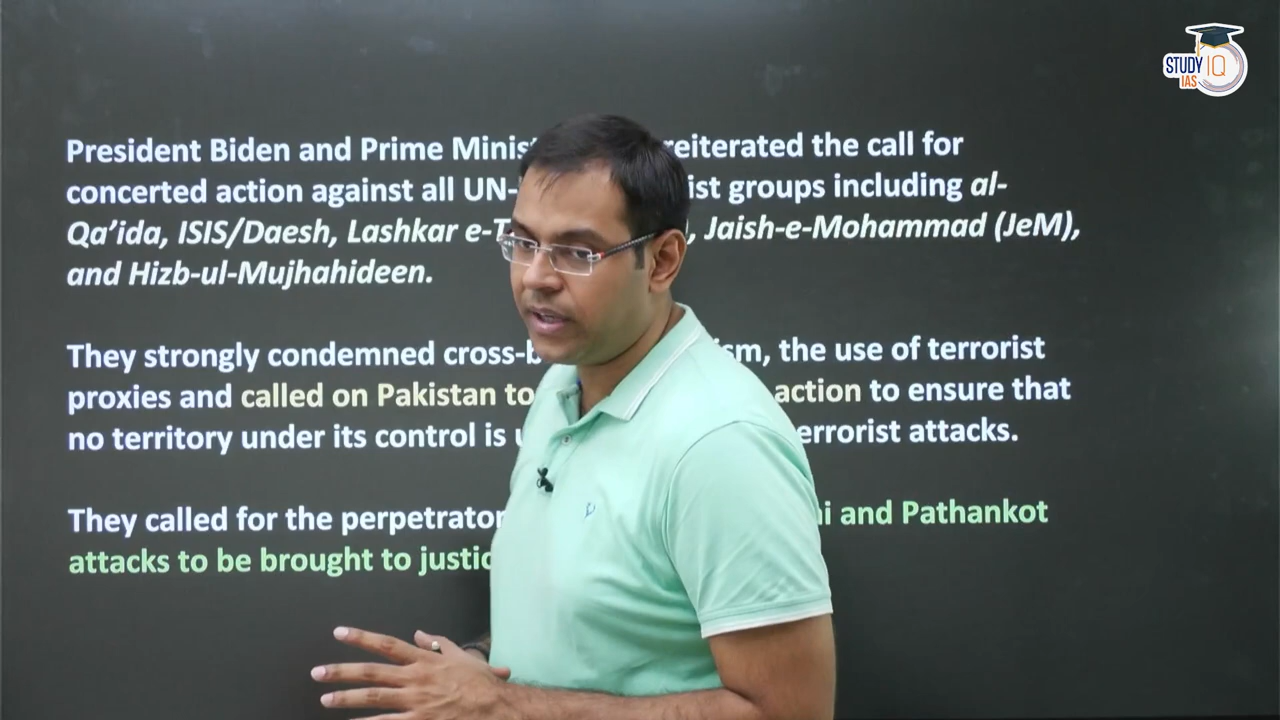 President Biden and Prime Minist reiterated the call for
concerted action against all UN- ist groups including al-
Qa’ida, ISIS/Daesh, Lashkar e-T , Jaish-e-Mohammad (JeM),
and Hizb-ul-Mujhahideen.
They strongly condemned cross-b ism, the use of terrorist
proxies and called on Pakistan to action to ensure that
no territory under its control is u errorist attacks.
They called for the perpetrator i and Pathankot
attacks to be brought to justic
STUDY IQ
IAS